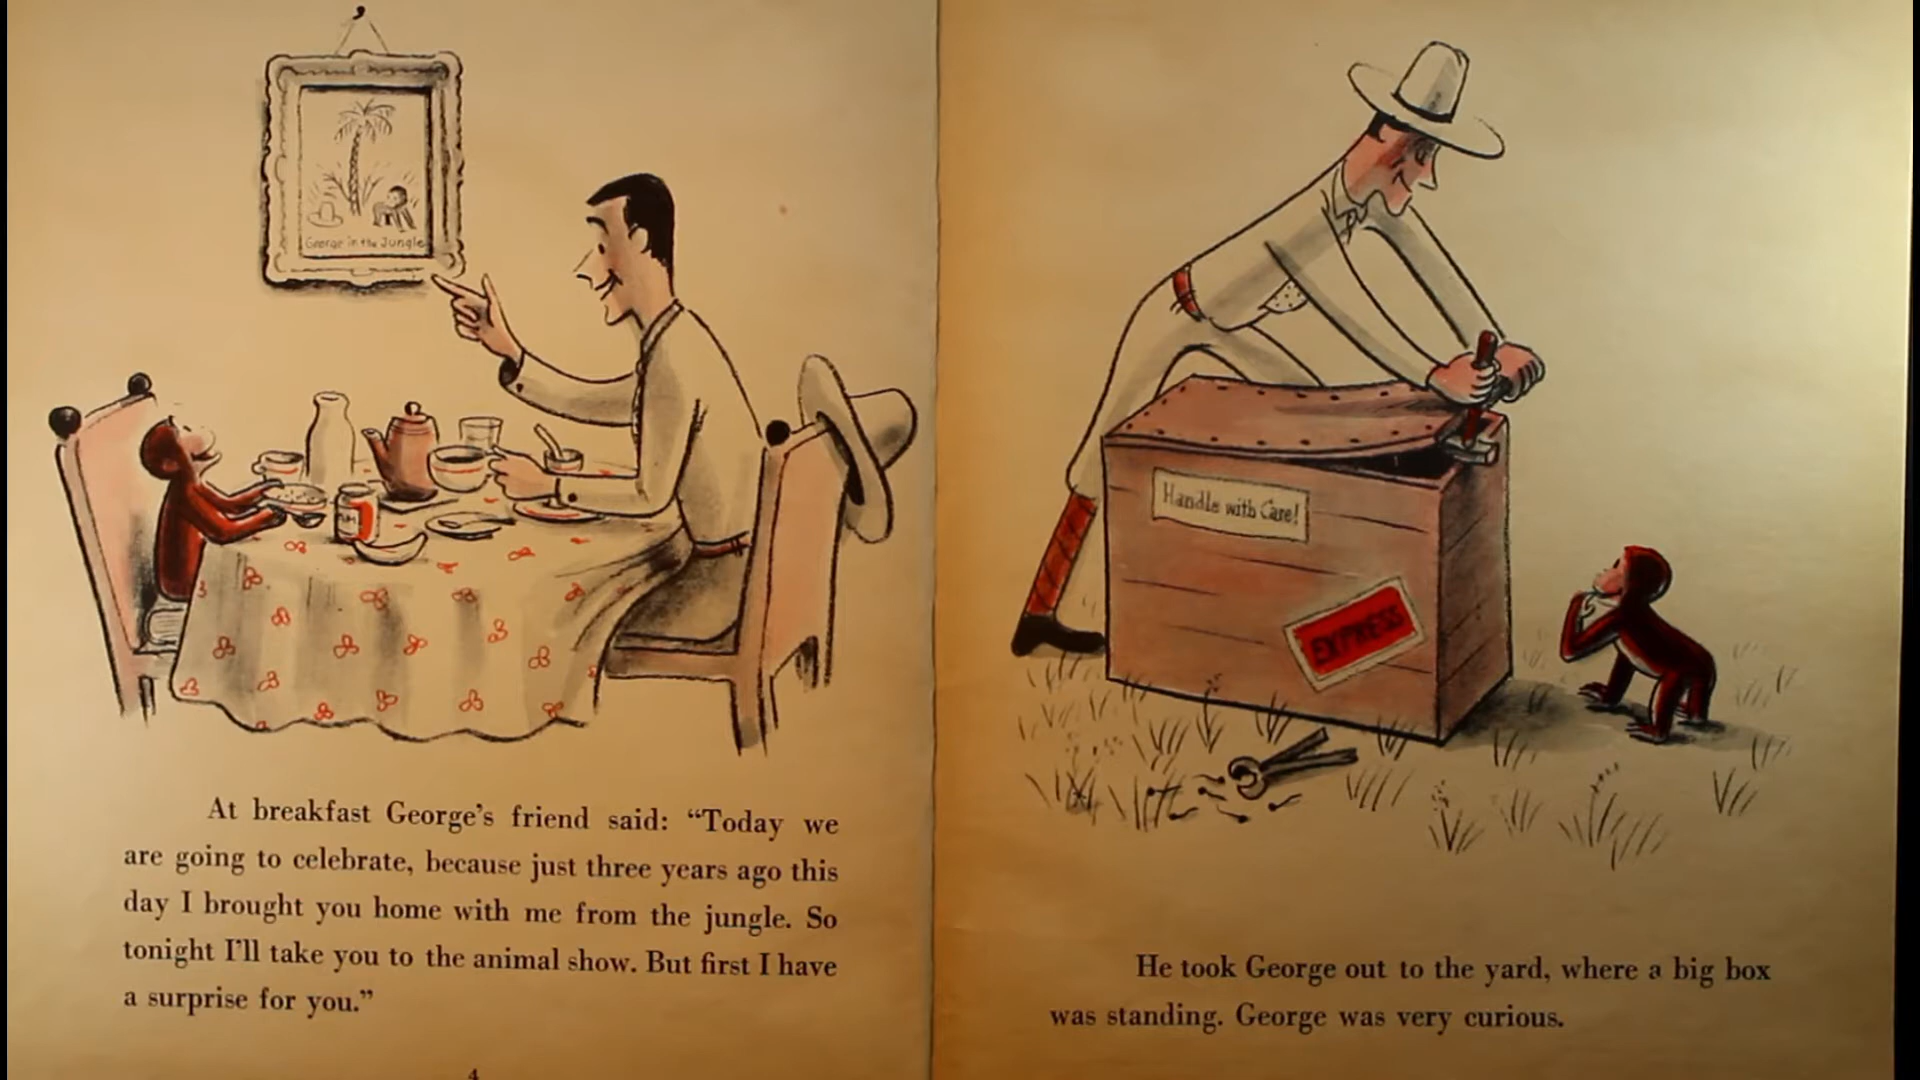 George in the Jungle
At breakfast George's friend said: “Today we
are going to celebrate, because just three years ago this
day I brought you home with me from the jungle. So
tonight I'll take you to the animal show. But first I have
a surprise for you.”
4
Handle with Care!
EXPRESS
He took George out to the yard, where a big box
was standing. George was very curious.